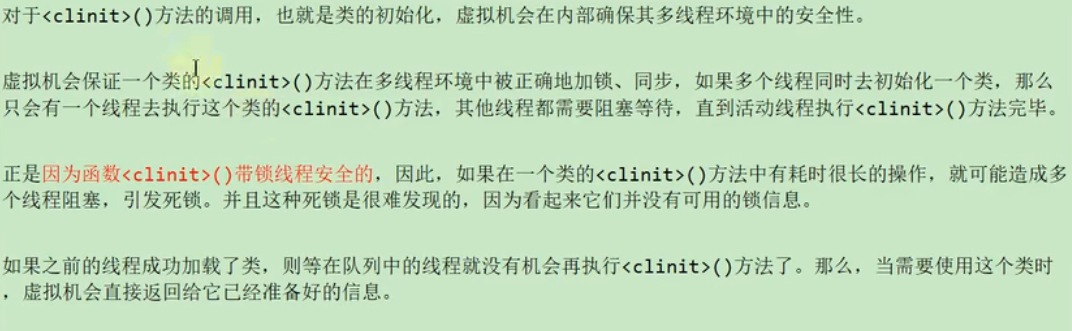 对于<clinit>()方法的调用，也就是类的初始化，虚拟机会在内部确保其多线程环境中的安全性。
虚拟机会保证一个类的<clinit>()方法在多线程环境中被正确地加锁、同步，如果多个线程同时去初始化一个类，那么
只会有一个线程去执行这个类的<clinit>()方法，其他线程都需要阻塞等待，直到活动线程执行<clinit>()方法完毕。
正是因为函数<clinit>()带锁线程安全的，因此，如果在一个类的<clinit>()方法中有耗时很长的操作，就可能造成多
个线程阻塞，引发死锁。并且这种死锁是很难发现的，因为看起来它们并没有可用的锁信息。
如果之前的线程成功加载了类，则等在队列中的线程就没有机会再执行<clinit>()方法了。那么，当需要使用这个类时
，虚拟机会直接返回给它已经准备好的信息。